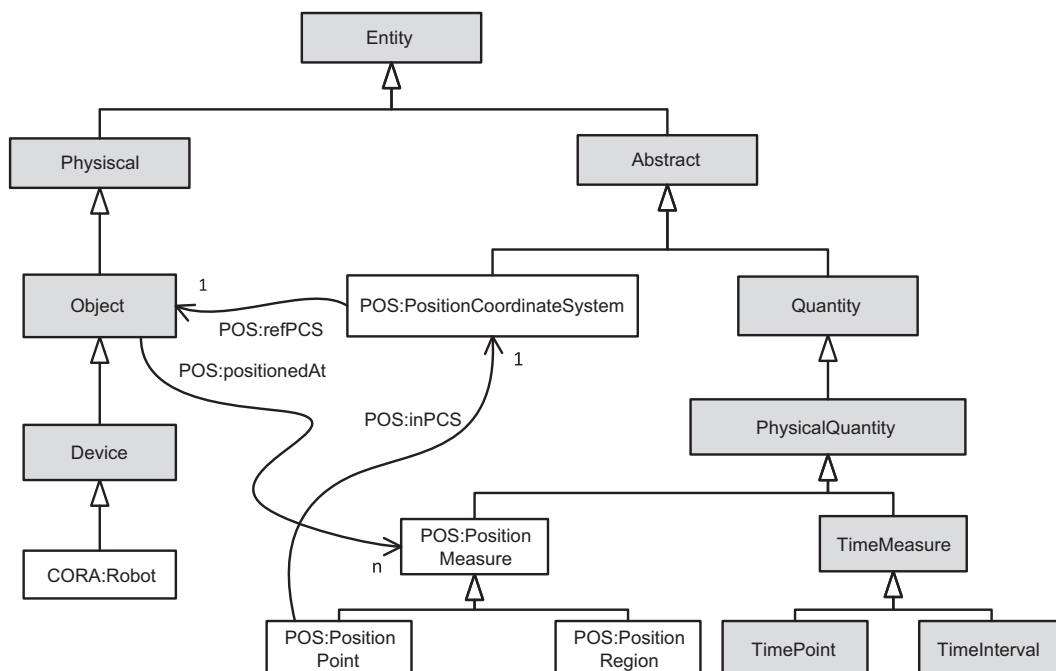 Entity
Physiscal
Abstract
Object
1
POS:refPCS
POS:PositionCoordinateSystem
Quantity
POS:positionedAt
1
POS:inPCS
Device
PhysicalQuantity
CORA:Robot
n
POS:Position
Measure
TimeMeasure
POS:Position
Point
POS:Position
Region
TimePoint
TimeInterval